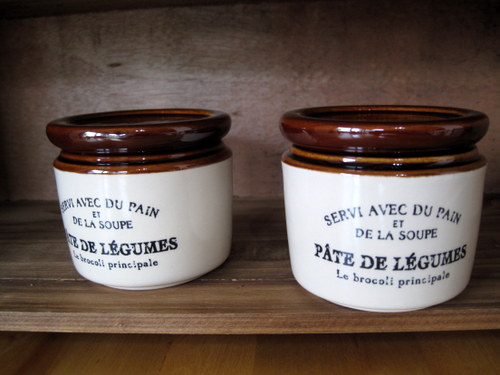 SERVI AVEC DU PAIN
ET
DE LA SOUPE
PÂTE DE LÉGUMES
Le brocoli principale
SERVI AVEC DU PAIN
ET
DE LA SOUPE
PÂTE DE LÉGUMES
Le brocoli principale